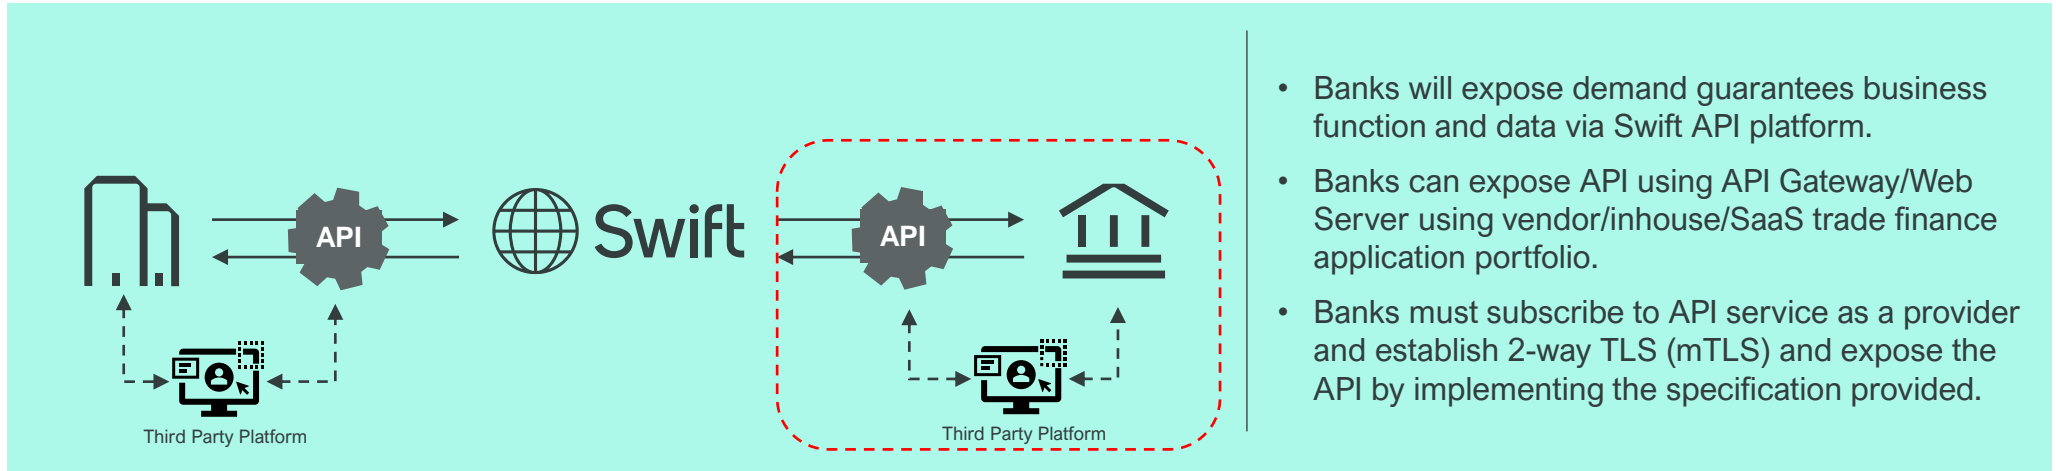 API
Swift
API
Third Party Platform
Third Party Platform
• Banks will expose demand guarantees business
function and data via Swift API platform.
• Banks can expose API using API Gateway/Web
Server using vendor/inhouse/SaaS trade finance
application portfolio.
• Banks must subscribe to API service as a provider
and establish 2-way TLS (mTLS) and expose the
API by implementing the specification provided.